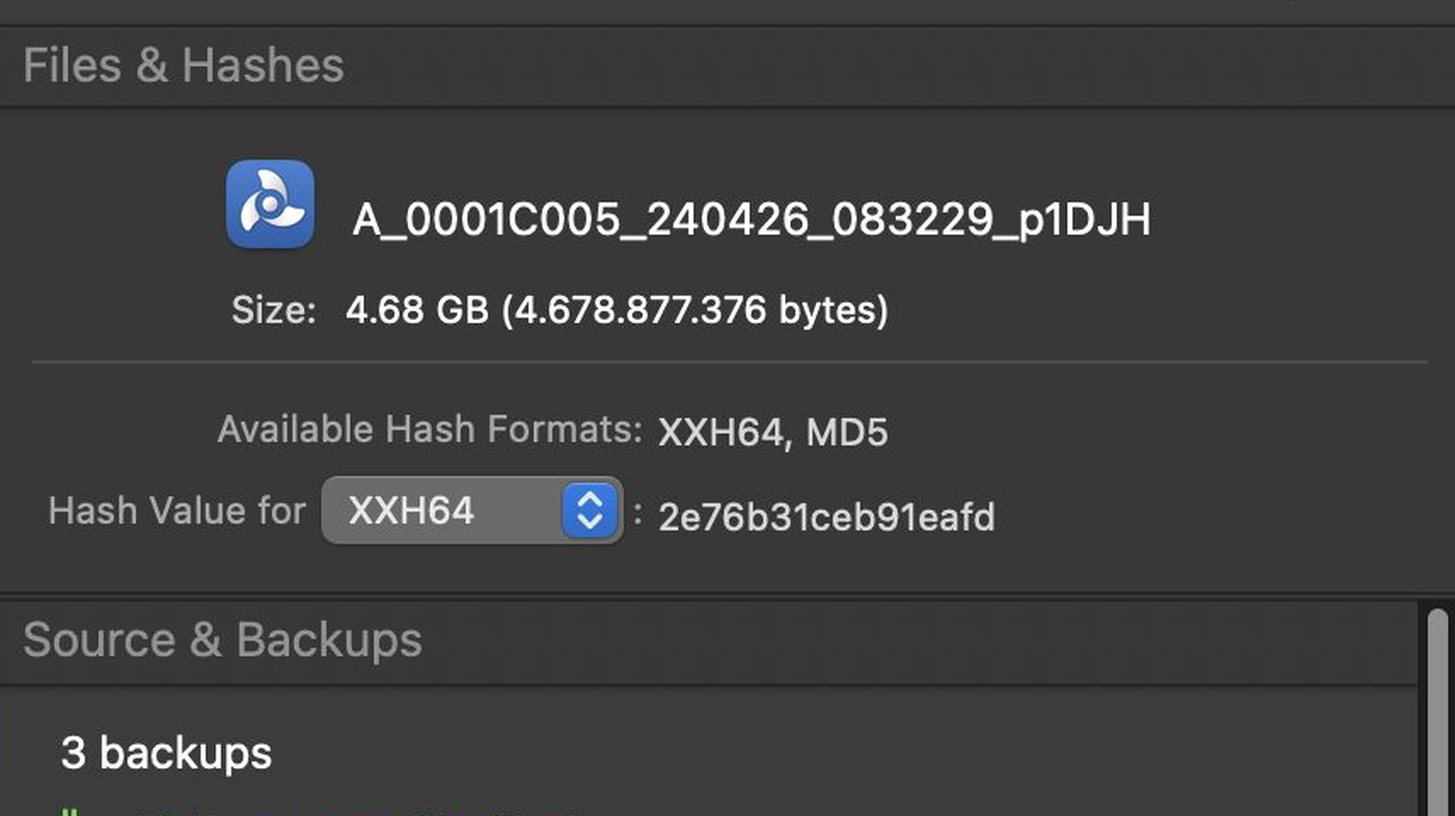 Files & Hashes
A_0001C005_240426_083229_p1DJH
Size: 4.68 GB (4.678.877.376 bytes)
Available Hash Formats: XXH64, MD5
Hash Value for XXH64 : 2e76b31ceb91eafd
Source & Backups
3 backups